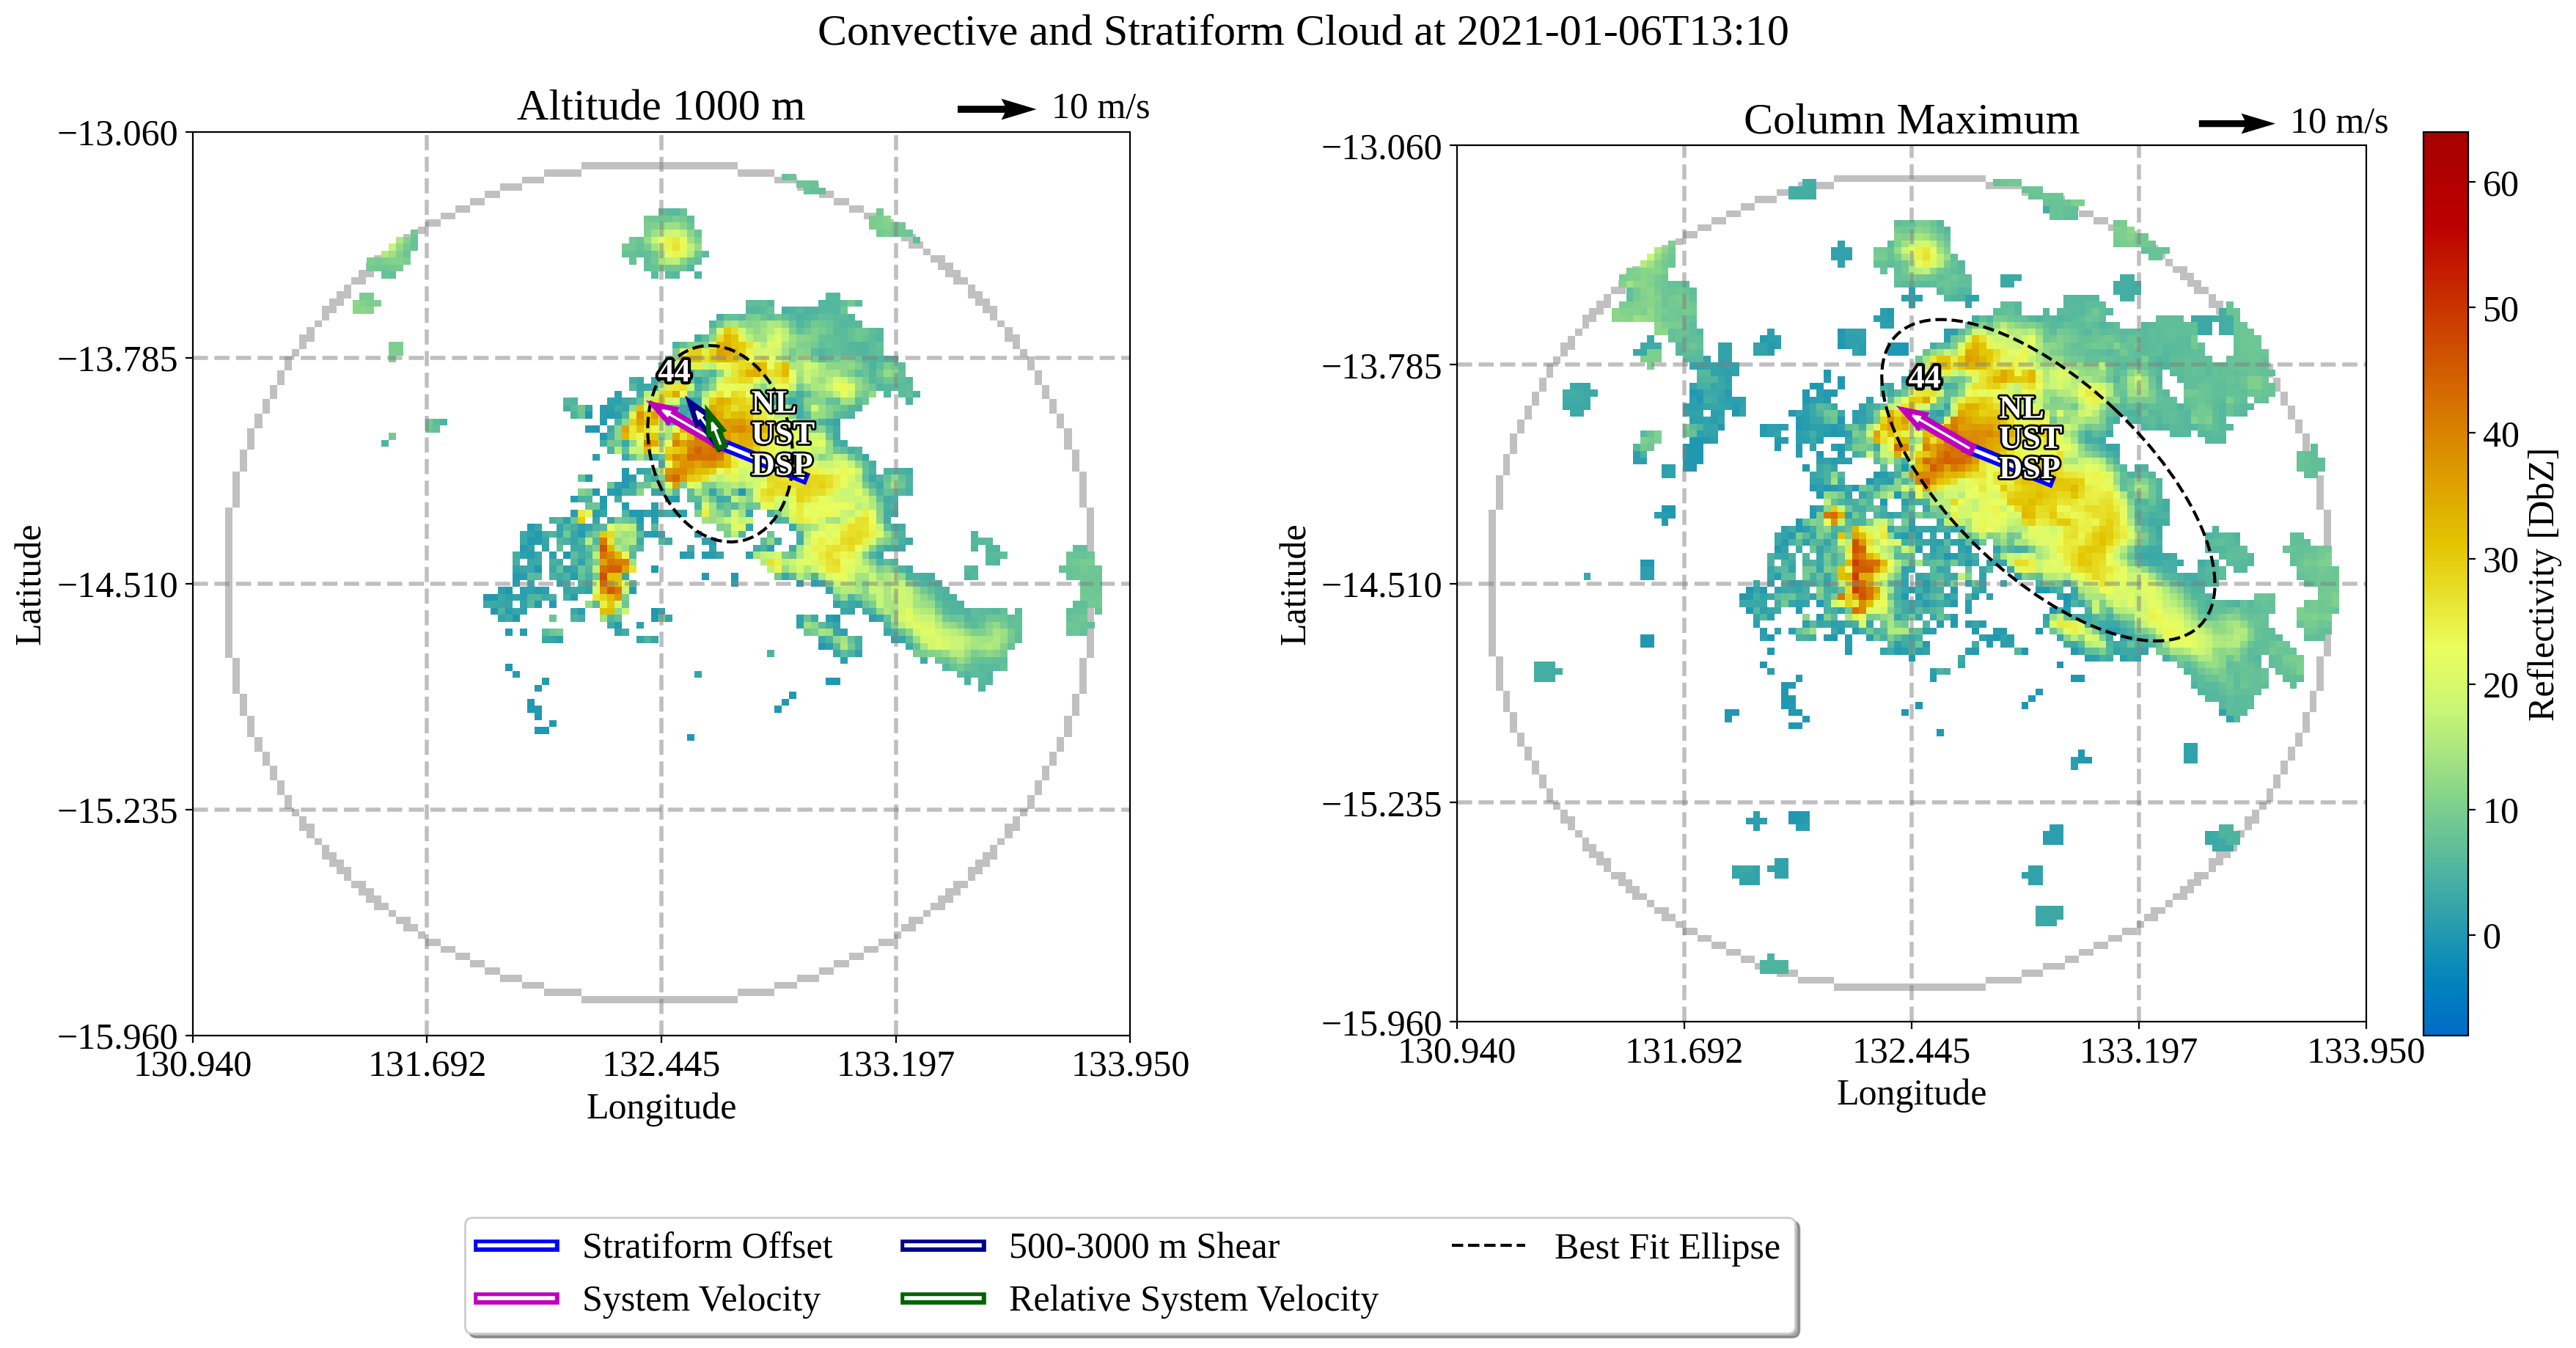 Convective and Stratiform Cloud at 2021-01-06T13:10
Altitude 1000 m
10 m/s
−13.060
−13.785
−14.510
−15.235
−15.960
130.940
131.692
132.445
133.197
133.950
Latitude
Longitude
44
NL
UST
DSP
Column Maximum
10 m/s
−13.060
−13.785
−14.510
−15.235
−15.960
130.940
131.692
132.445
133.197
133.950
Latitude
Longitude
44
NL
UST
DSP
60
50
40
30
20
10
0
Reflectivity [DbZ]
Stratiform Offset
System Velocity
500-3000 m Shear
Relative System Velocity
Best Fit Ellipse